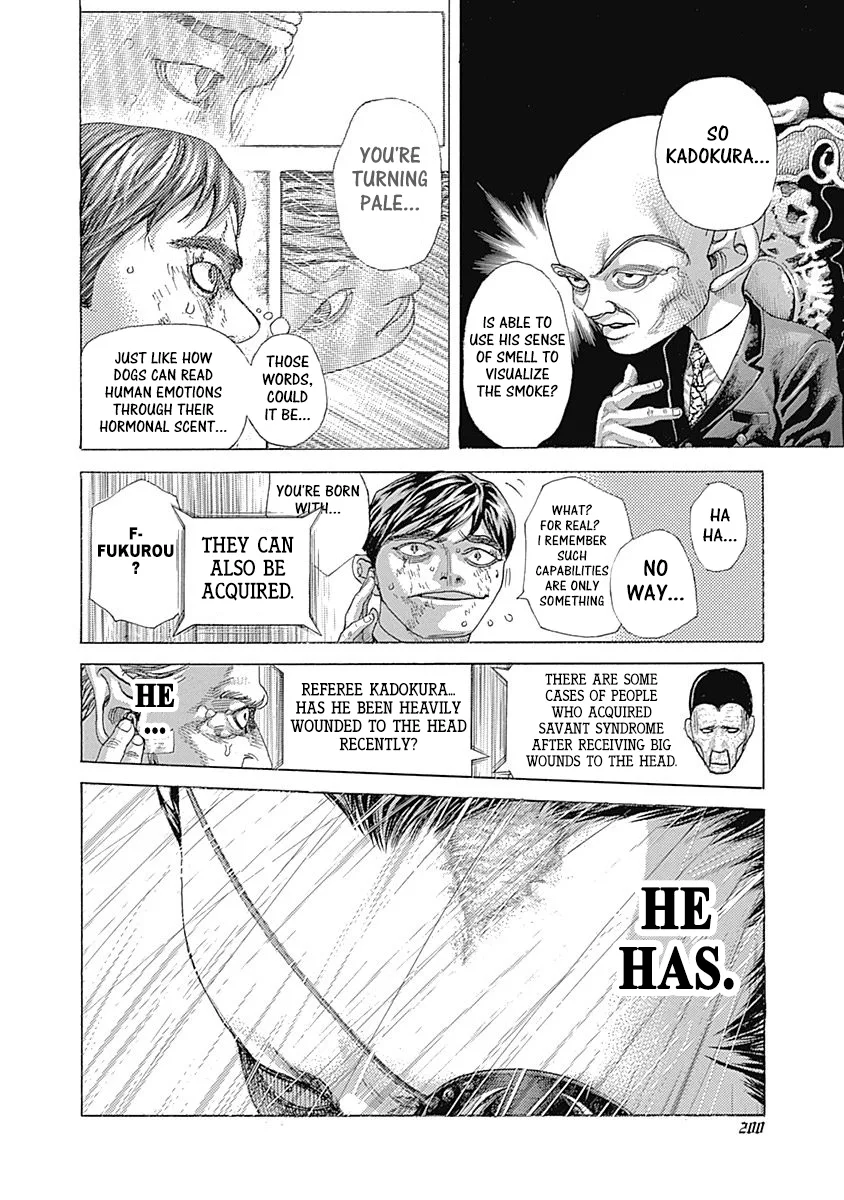 SO
KADOKURA...
IS ABLE TO
USE HIS SENSE
OF SMELL TO
VISUALIZE
THE SMOKE?
YOU'RE
TURNING
PALE...
THOSE
WORDS,
COULD
IT BE...
JUST LIKE HOW
DOGS CAN READ
HUMAN EMOTIONS
THROUGH THEIR
HORMONAL SCENT...
HA
HA...
NO
WAY...
WHAT?
FOR REAL?
I REMEMBER
SUCH
CAPABILITIES
ARE ONLY
SOMETHING
YOU'RE BORN
WITH...
THEY CAN
ALSO BE
ACQUIRED.
F-
FUKUROU
?
THERE ARE SOME
CASES OF PEOPLE
WHO ACQUIRED
SAVANT SYNDROME
AFTER RECEIVING BIG
WOUNDS TO THE HEAD.
REFEREE KADOKURA...
HAS HE BEEN HEAVILY
WOUNDED TO THE HEAD
RECENTLY?
HE
...
HE
HAS.
200